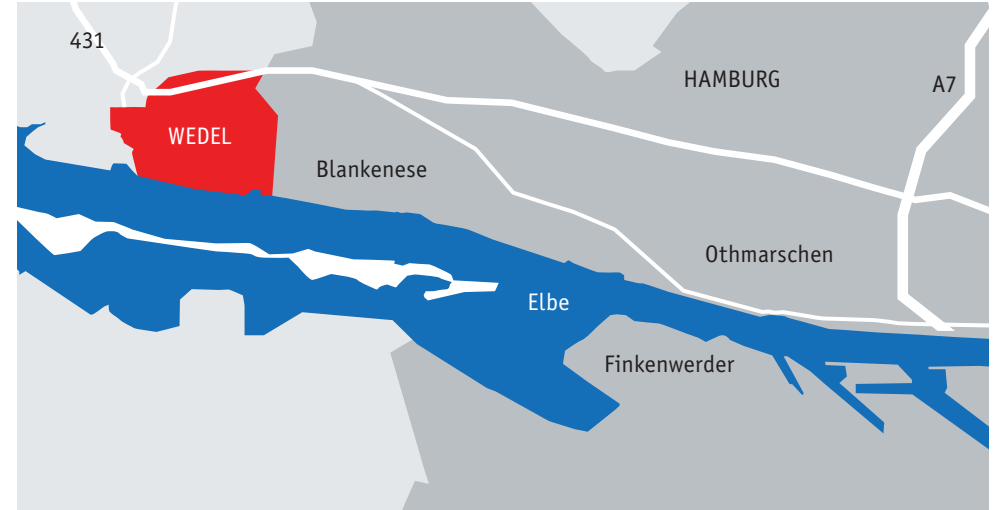 431
HAMBURG
A7
WEDEL
Blankenese
Othmarschen
Elbe
Finkenwerder